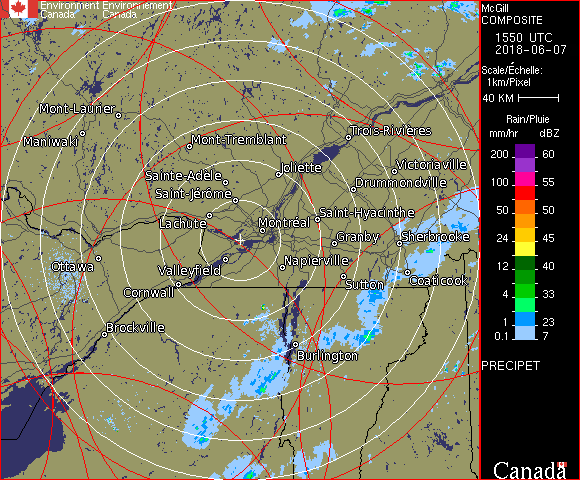 Environment Environnement
Canada Canada
McGill
COMPOSITE
1550 UTC
2018-06-07
Scale/Échelle:
1km/Pixel
40 KM
Rain/Pluie
mm/hr dBZ
200 60
100 55
50 50
24 45
12 40
4 33
1 23
0.1 7
PRECIPET
Canada
Mont-Laurier
Maniwaki
Mont-Tremblant
Trois-Rivières
Sainte-Adèle
Joliette
Victoriaville
Saint-Jérôme
Drummondville
Lachute
Montréal
Saint-Hyacinthe
Granby
Sherbrooke
Ottawa
Valleyfield
Napierville
Cornwall
Sutton
Coaticook
Brockville
Burlington